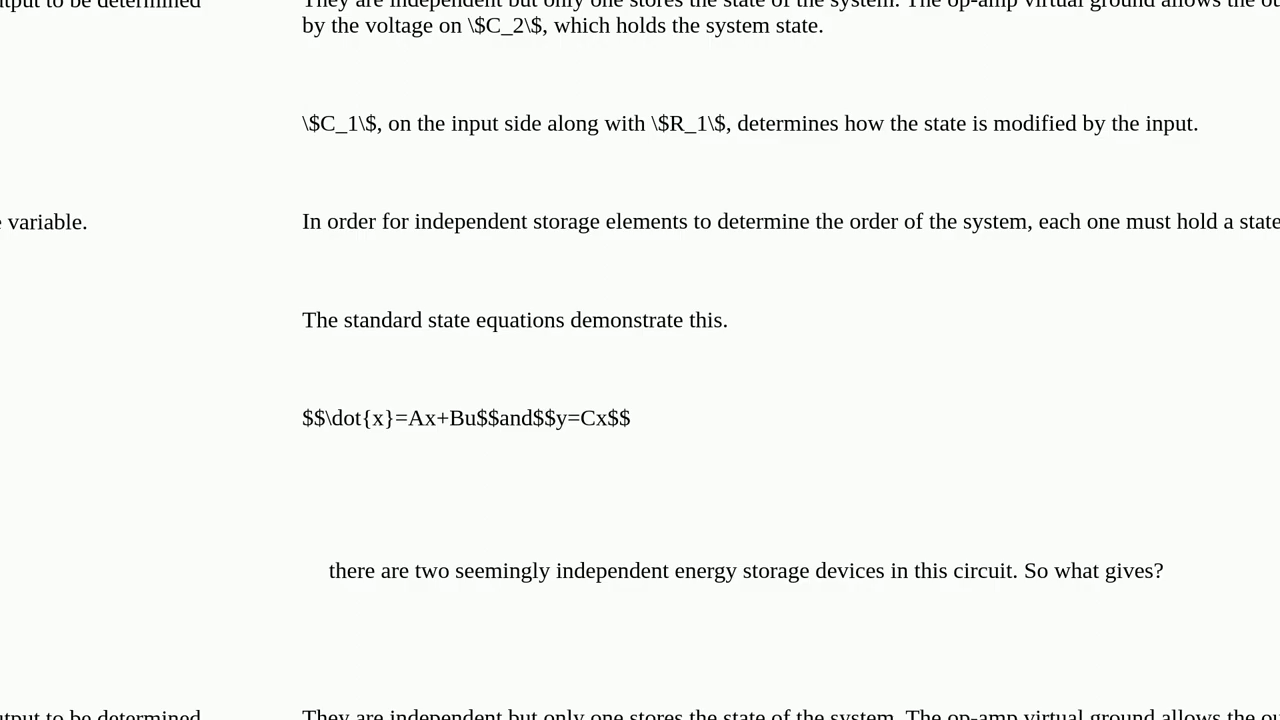 utput to be determined
They are independent but only one stores the state of the system. The op-amp virtual ground allows the ou
by the voltage on \$C_2\$, which holds the system state.
\$C_1\$, on the input side along with \$R_1\$, determines how the state is modified by the input.
e variable.
In order for independent storage elements to determine the order of the system, each one must hold a state
The standard state equations demonstrate this.
$$\dot{x}=Ax+Bu$$and$$y=Cx$$
there are two seemingly independent energy storage devices in this circuit. So what gives?
utput to be determined
They are independent but only one stores the state of the system. The op-amp virtual ground allows the ou